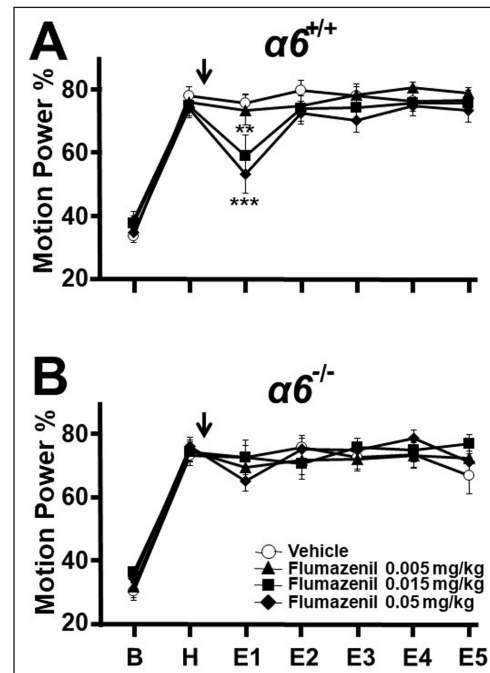 A
α6+/+
Motion Power %
80
60
40
20
**
***
B
α6-/-
Motion Power %
80
60
40
20
Vehicle
Flumazenil 0.005 mg/kg
Flumazenil 0.015 mg/kg
Flumazenil 0.05 mg/kg
B H E1 E2 E3 E4 E5